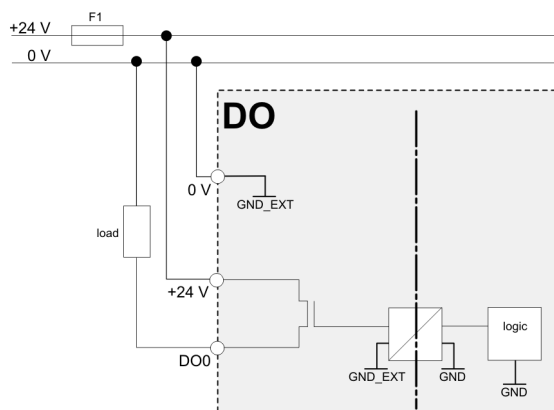 F1
+24 V
0 V
DO
0 V
GND_EXT
load
+24 V
logic
DO0
GND_EXT
GND
GND